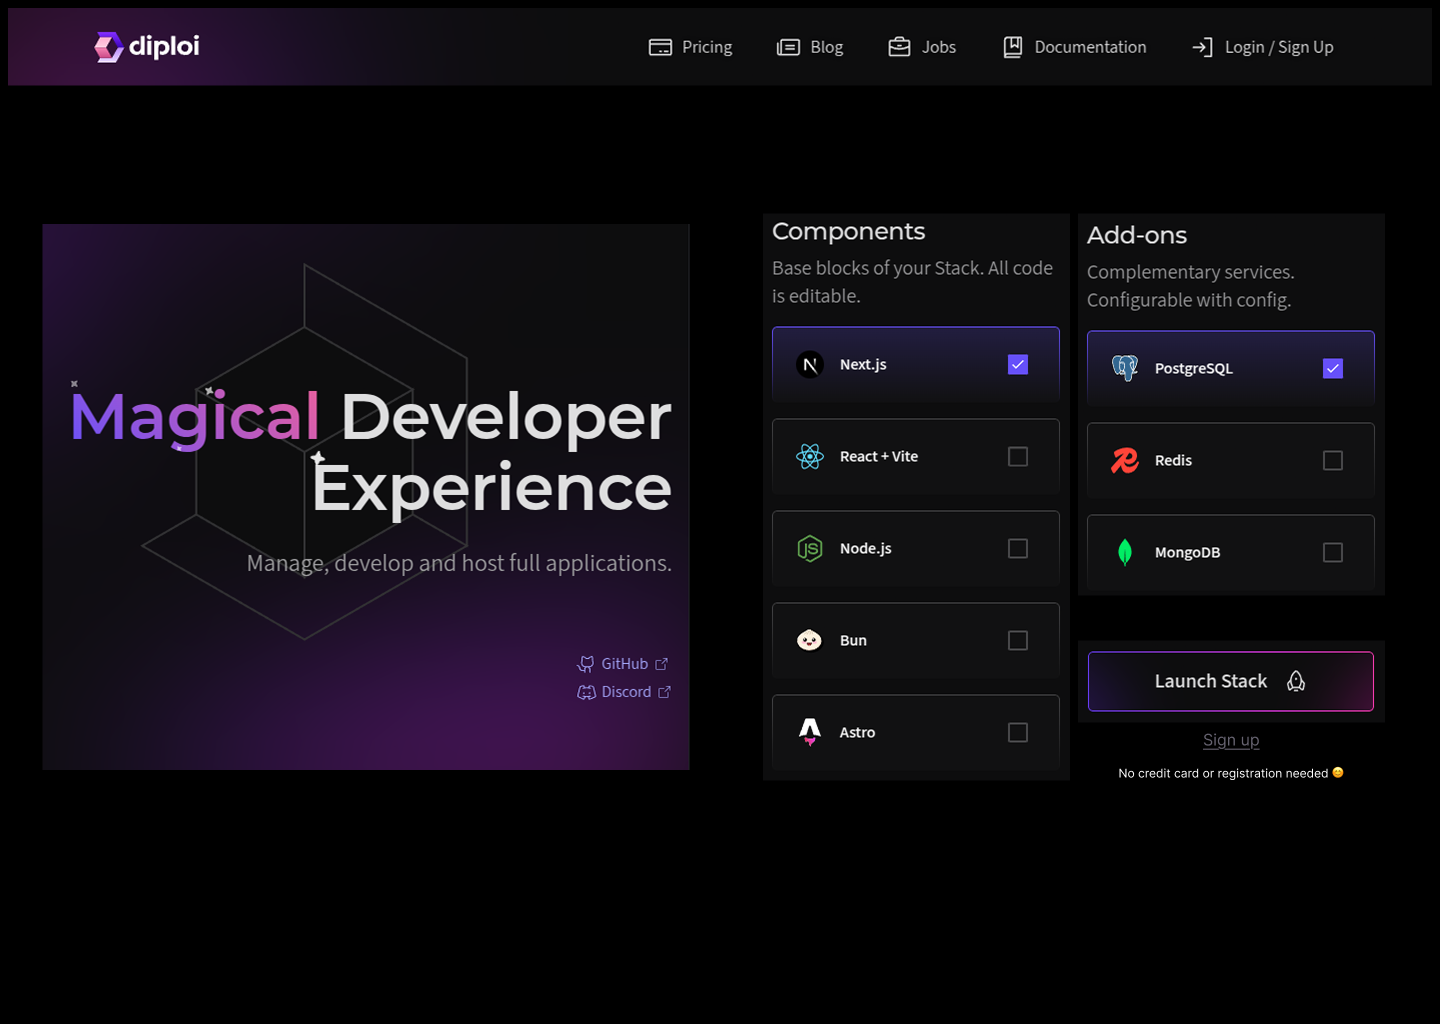 diploi
Pricing
Blog
Jobs
Documentation
Login / Sign Up
Magical Developer
Experience
Manage, develop and host full applications.
GitHub
Discord
Components
Base blocks of your Stack. All code
is editable.
Next.js
React + Vite
Node.js
Bun
Astro
Add-ons
Complementary services.
Configurable with config.
PostgreSQL
Redis
MongoDB
Launch Stack
Sign up
No credit card or registration needed 😊